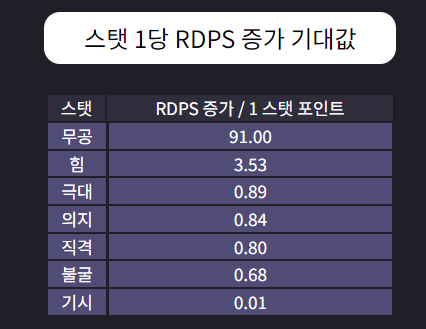 스탯 1당 RDPS 증가 기대값
스탯 RDPS 증가 / 1 스탯 포인트
무공 91.00
힘 3.53
극대 0.89
의지 0.84
직격 0.80
불굴 0.68
기시 0.01